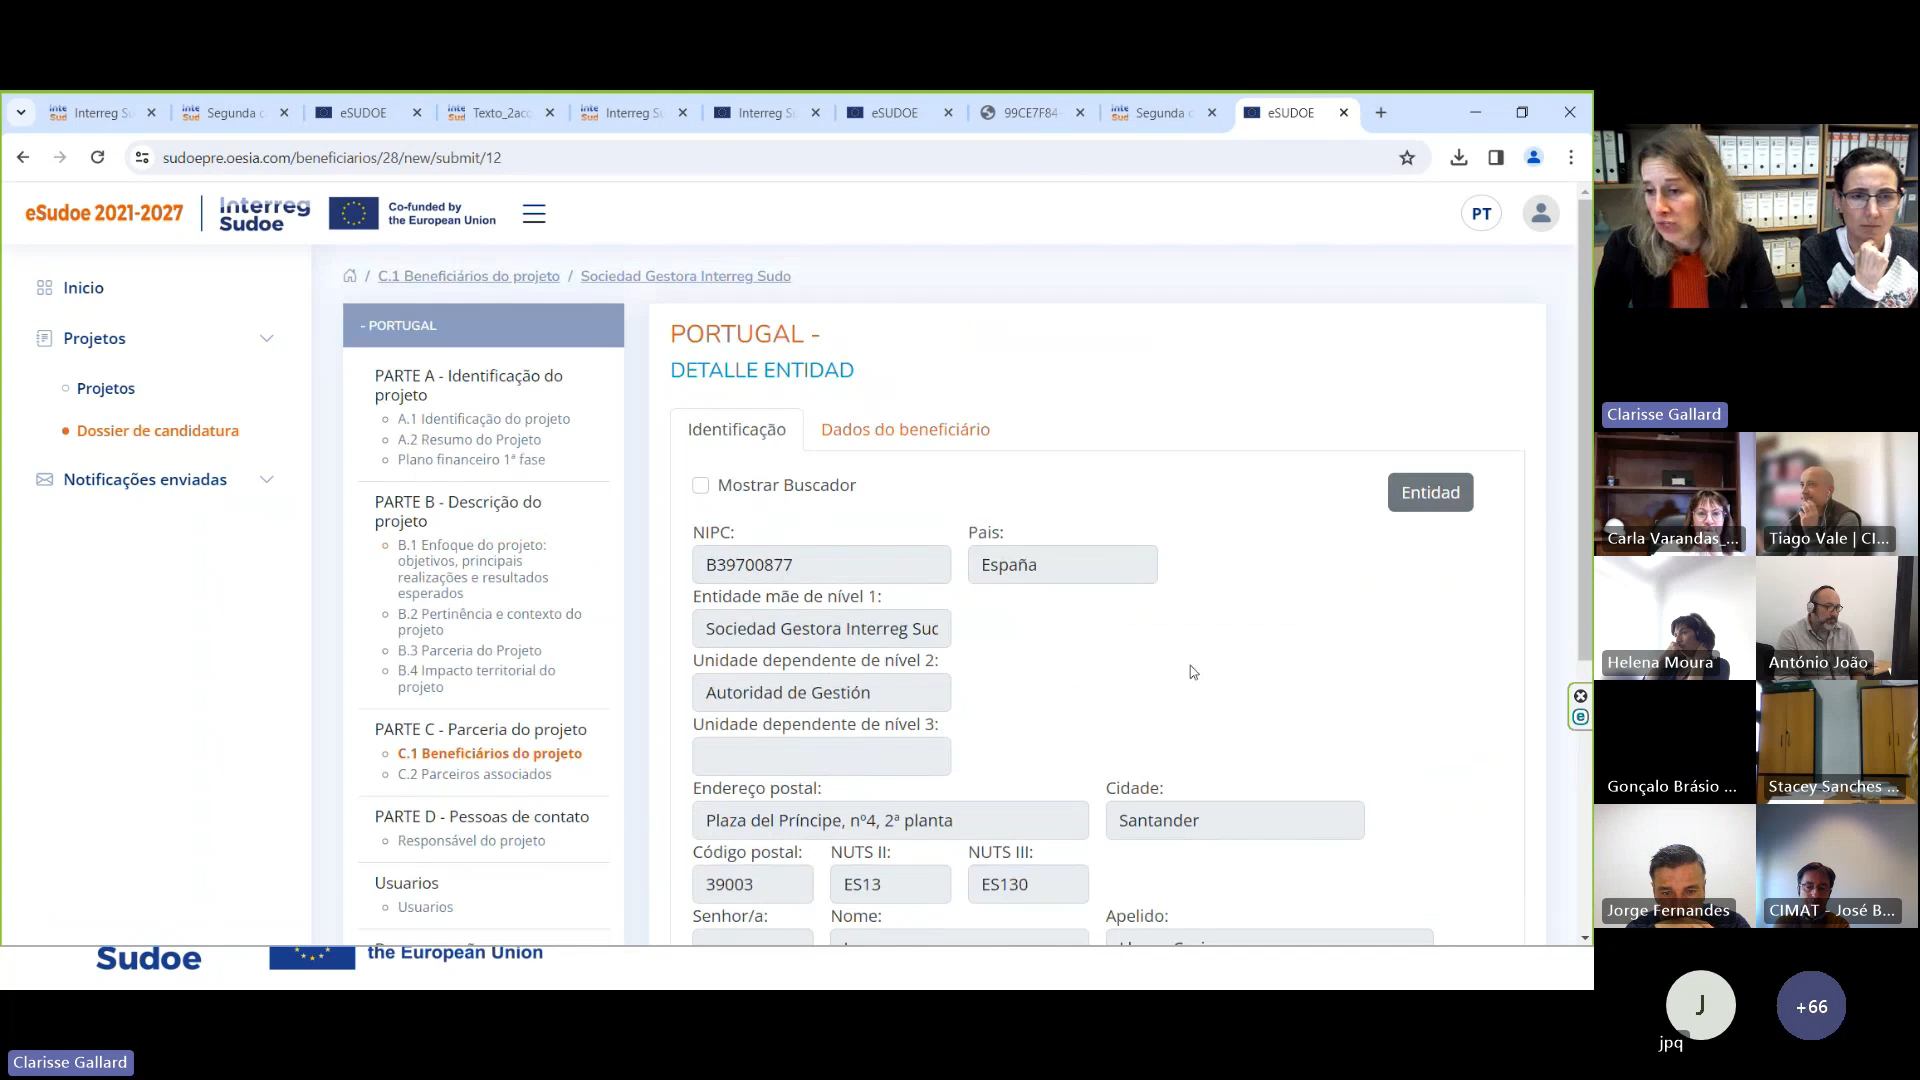 Interreg Su
Segunda c
eSUDOE
Texto_2aco
Interreg Su
Interreg S
eSUDOE
99CE7F84-
Segunda c
eSUDOE
sudoepre.oesia.com/beneficiarios/28/new/submit/12
eSudoe 2021-2027
Interreg
Sudoe
Co-funded by
the European Union
PT
Inicio
Projetos
Projetos
Dossier de candidatura
Notificações enviadas
/ C.1 Beneficiários do projeto / Sociedad Gestora Interreg Sudo
- PORTUGAL
PARTE A - Identificação do
projeto
A.1 Identificação do projeto
A.2 Resumo do Projeto
Plano financeiro 1ª fase
PARTE B - Descrição do
projeto
B.1 Enfoque do projeto:
objetivos, principais
realizações e resultados
esperados
B.2 Pertinência e contexto do
projeto
B.3 Parceria do Projeto
B.4 Impacto territorial do
projeto
PARTE C - Parceria do projeto
C.1 Beneficiários do projeto
C.2 Parceiros associados
PARTE D - Pessoas de contato
Responsável do projeto
Usuarios
Usuarios
PORTUGAL -
DETALLE ENTIDAD
Identificação
Dados do beneficiário
Mostrar Buscador
Entidad
NIPC:
Pais:
B39700877
España
Entidade mãe de nível 1:
Sociedad Gestora Interreg Suc
Unidade dependente de nível 2:
Autoridad de Gestión
Unidade dependente de nível 3:
Endereço postal:
Cidade:
Plaza del Príncipe, nº4, 2ª planta
Santander
Código postal:
NUTS II:
NUTS III:
39003
ES13
ES130
Senhor/a:
Nome:
Apelido:
Sudoe
the European Union
Clarisse Gallard
Clarisse Gallard
Carla Varandas_...
Tiago Vale | CI...
Helena Moura
António João
Gonçalo Brásio ...
Stacey Sanches ...
Jorge Fernandes
CIMAT - José B...
J
jpq
+66